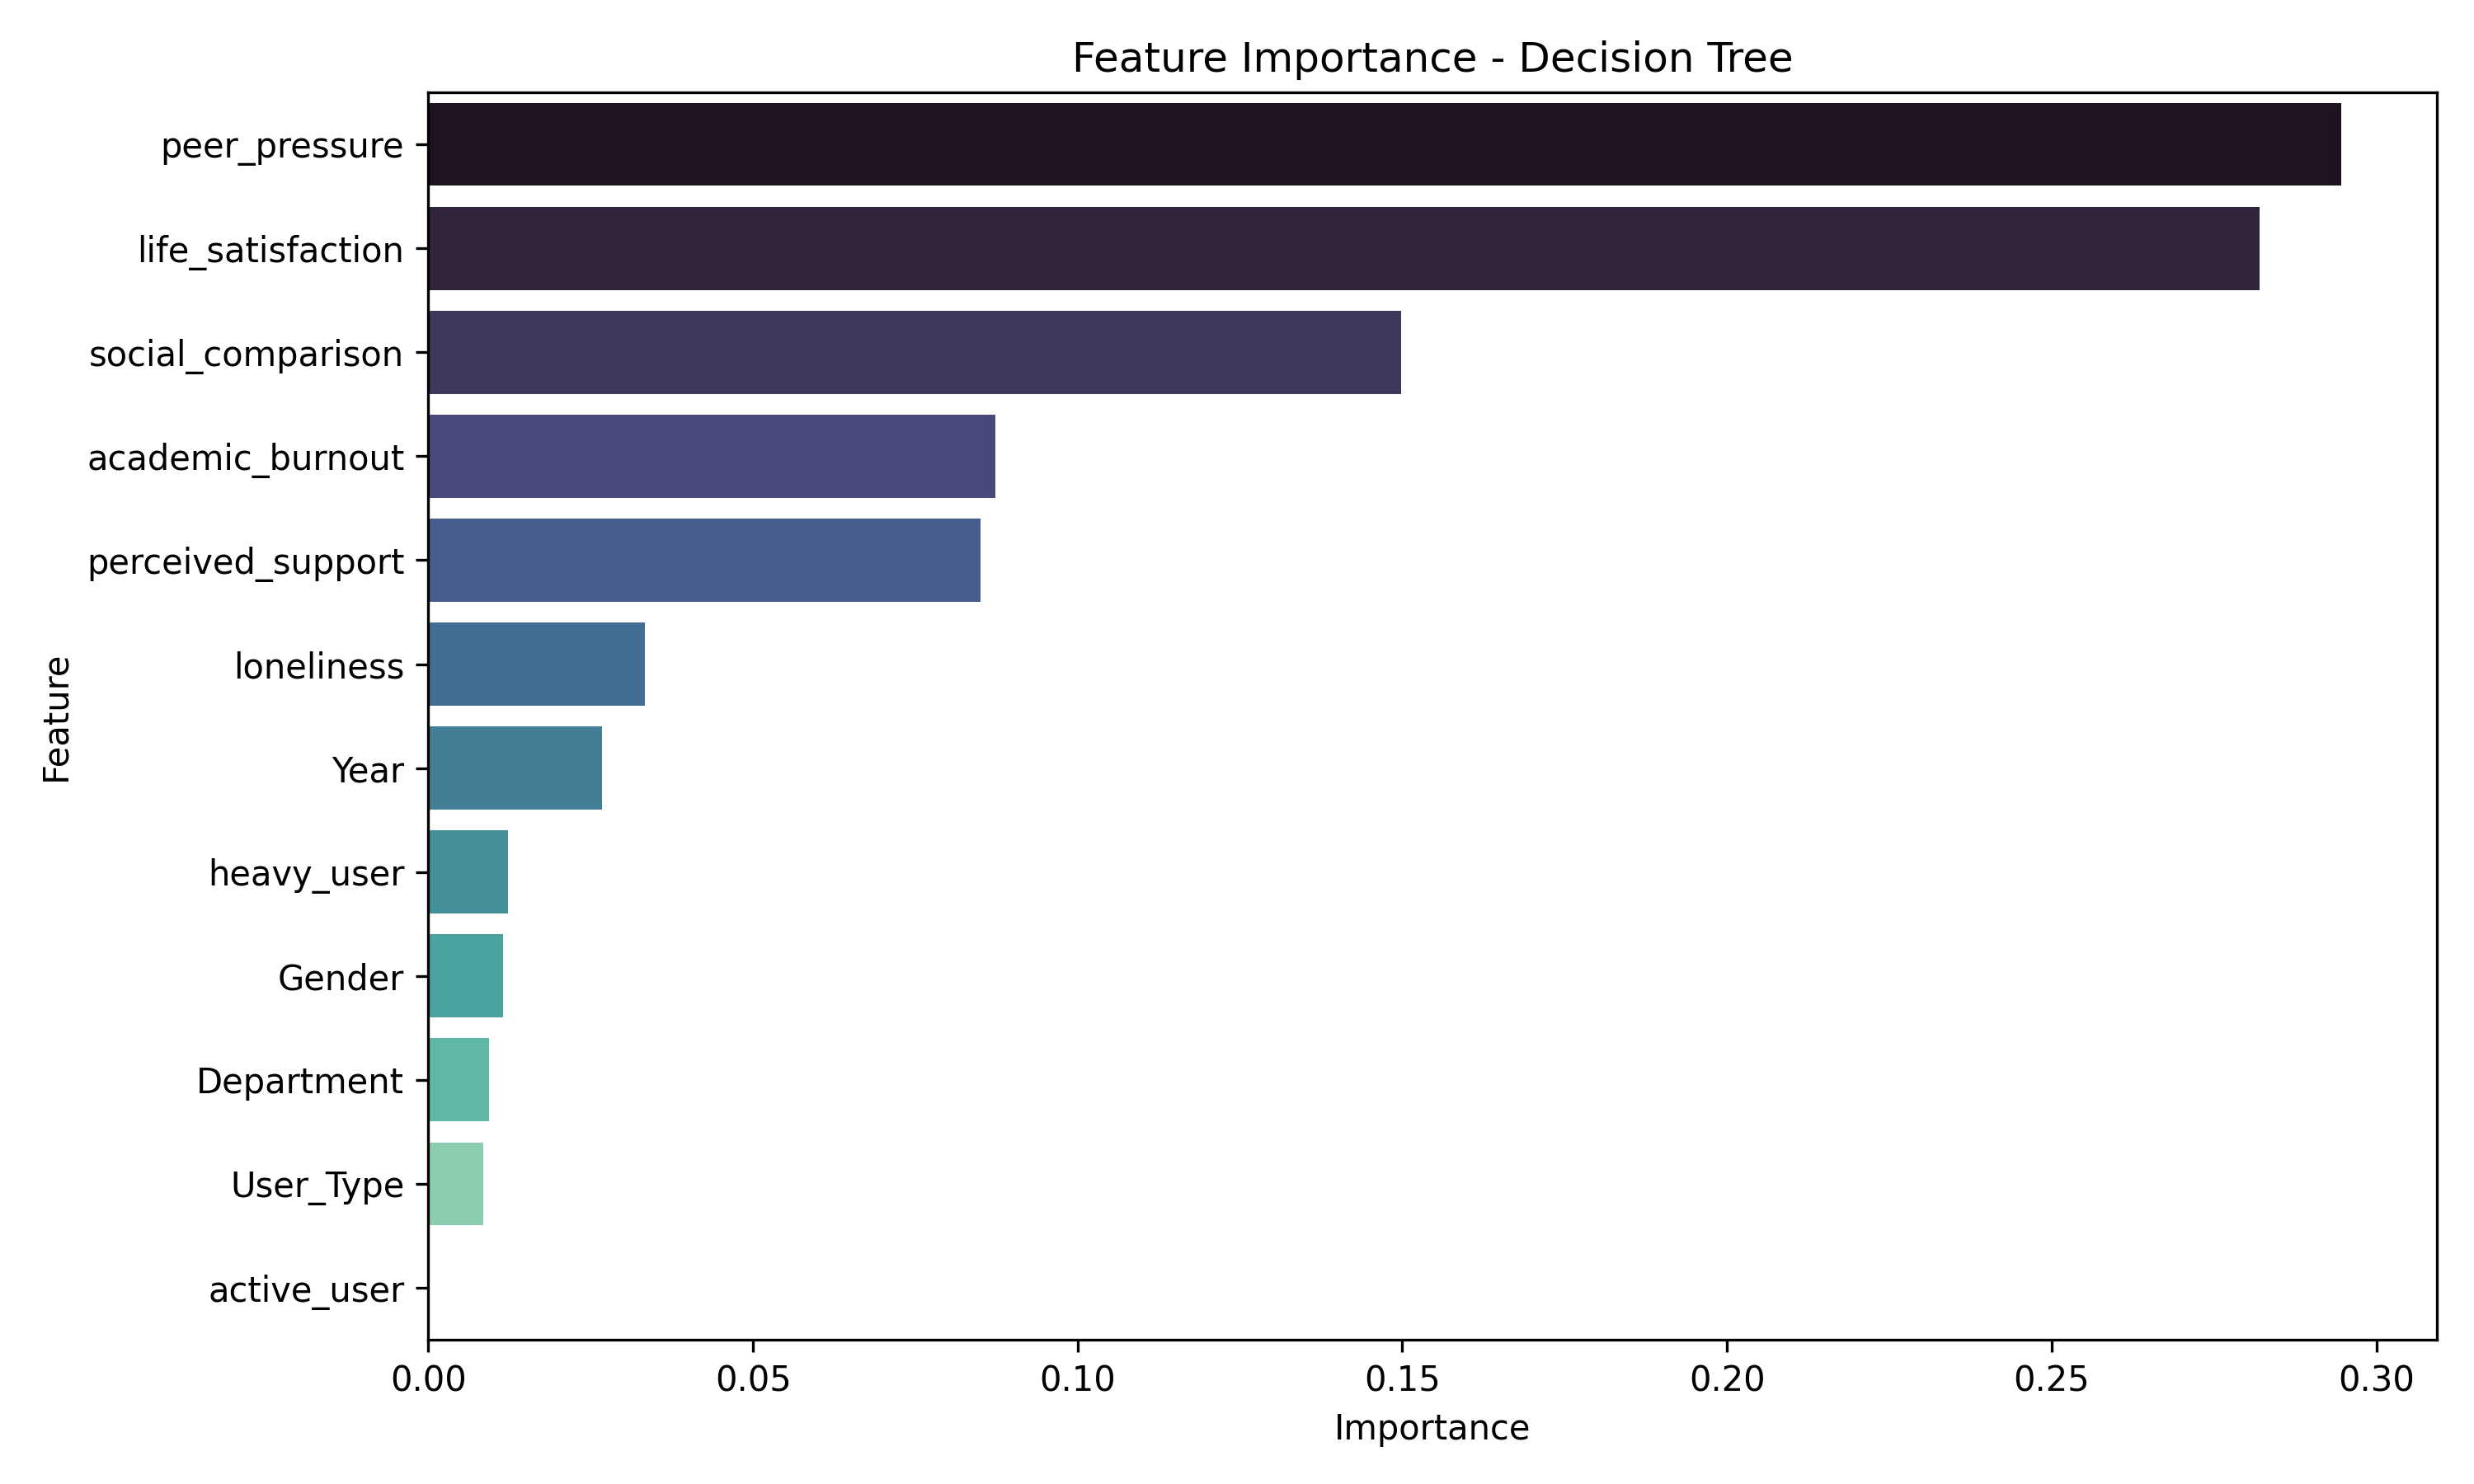 Feature Importance - Decision Tree
peer_pressure
life_satisfaction
social_comparison
academic_burnout
perceived_support
loneliness
Year
heavy_user
Gender
Department
User_Type
active_user
Feature
0.00 0.05 0.10 0.15 0.20 0.25 0.30
Importance